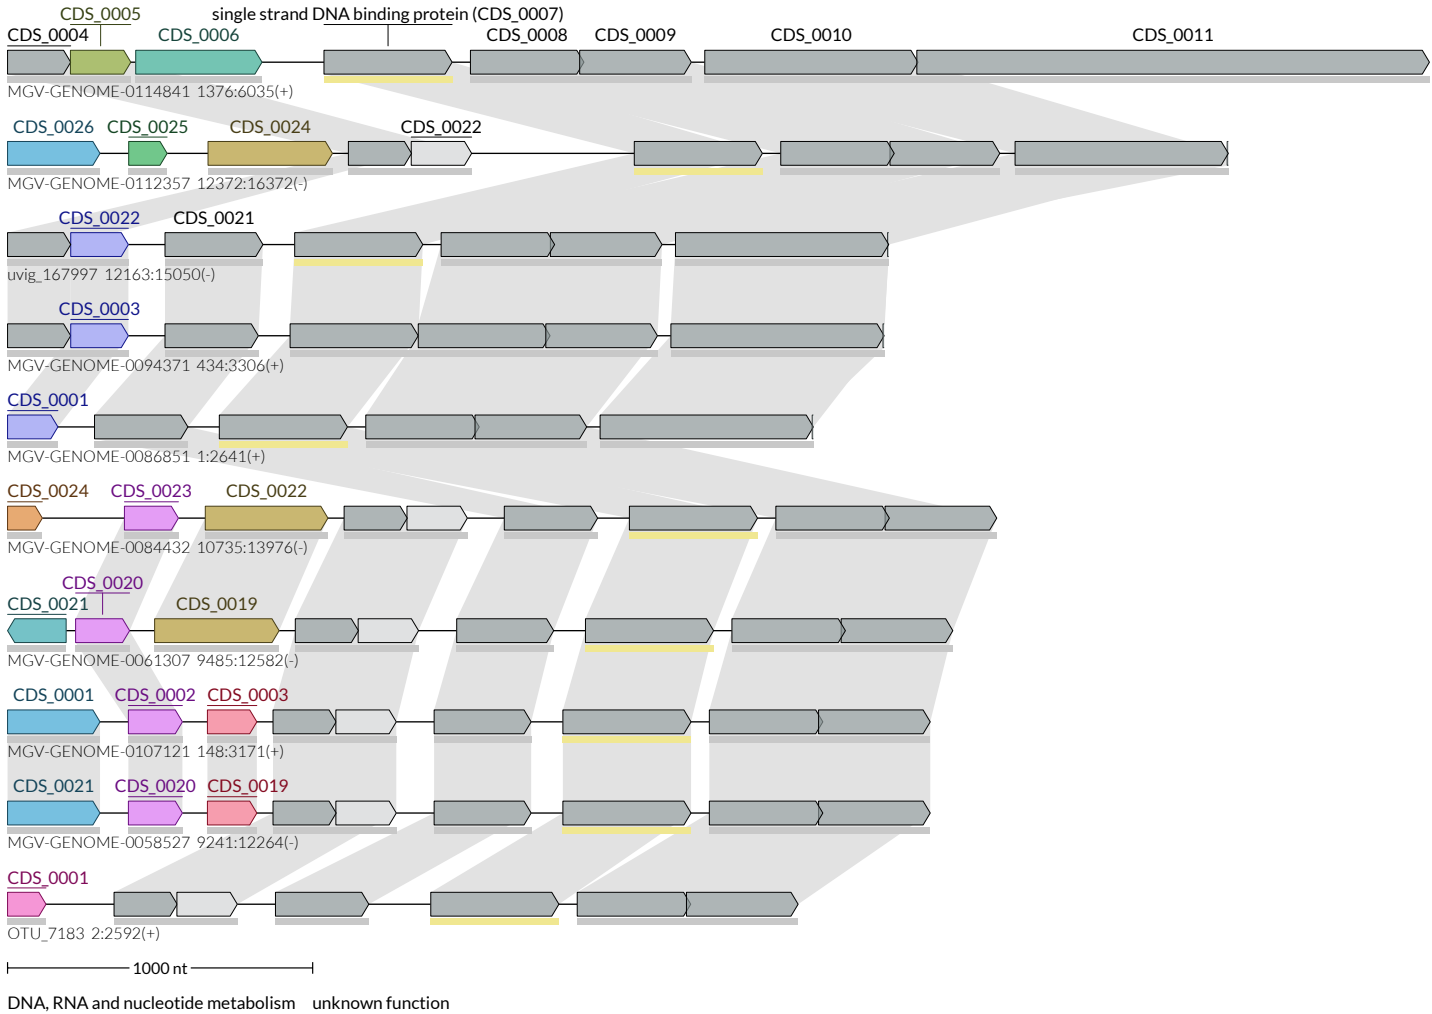 CDS_0005 single strand DNA binding protein (CDS_0007)
CDS_0004 CDS_0006 CDS_0008 CDS_0009 CDS_0010 CDS_0011
MGV-GENOME-0114841 1376:6035(+)
CDS_0026 CDS_0025 CDS_0024 CDS_0022
MGV-GENOME-0112357 12372:16372(-)
CDS_0022 CDS_0021
uvig_167997 12163:15050(-)
CDS_0003
MGV-GENOME-0094371 434:3306(+)
CDS_0001
MGV-GENOME-0086851 1:2641(+)
CDS_0024 CDS_0023 CDS_0022
MGV-GENOME-0084432 10735:13976(-)
CDS_0020
CDS_0021 CDS_0019
MGV-GENOME-0061307 9485:12582(-)
CDS_0001 CDS_0002 CDS_0003
MGV-GENOME-0107121 148:3171(+)
CDS_0021 CDS_0020 CDS_0019
MGV-GENOME-0058527 9241:12264(-)
CDS_0001
OTU_7183 2:2592(+)
1000 nt
DNA, RNA and nucleotide metabolism unknown function